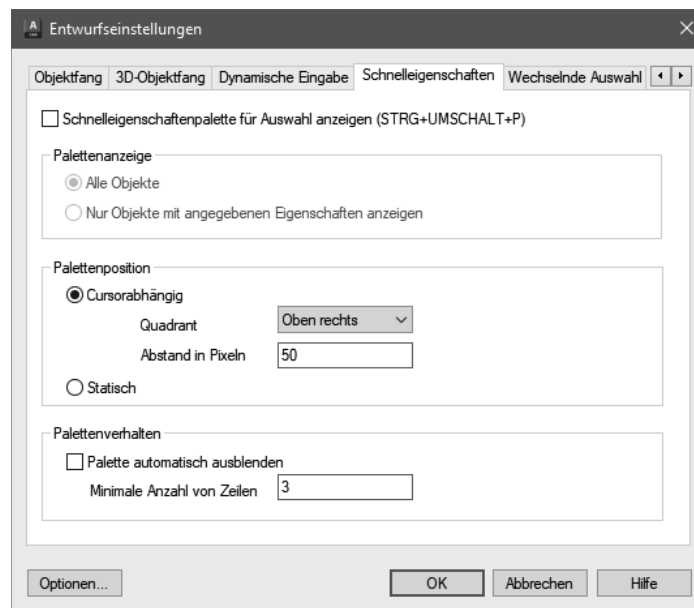 A CAD Entwurfseinstellungen
Objektfang 3D-Objektfang Dynamische Eingabe Schnelleigenschaften Wechselnde Auswahl
Schnelleigenschaftenpalette für Auswahl anzeigen (STRG+UMSCHALT+P)
Palettenanzeige
Alle Objekte
Nur Objekte mit angegebenen Eigenschaften anzeigen
Palettenposition
Cursorabhängig
Quadrant Oben rechts
Abstand in Pixeln 50
Statisch
Palettenverhalten
Palette automatisch ausblenden
Minimale Anzahl von Zeilen 3
Optionen... OK Abbrechen Hilfe